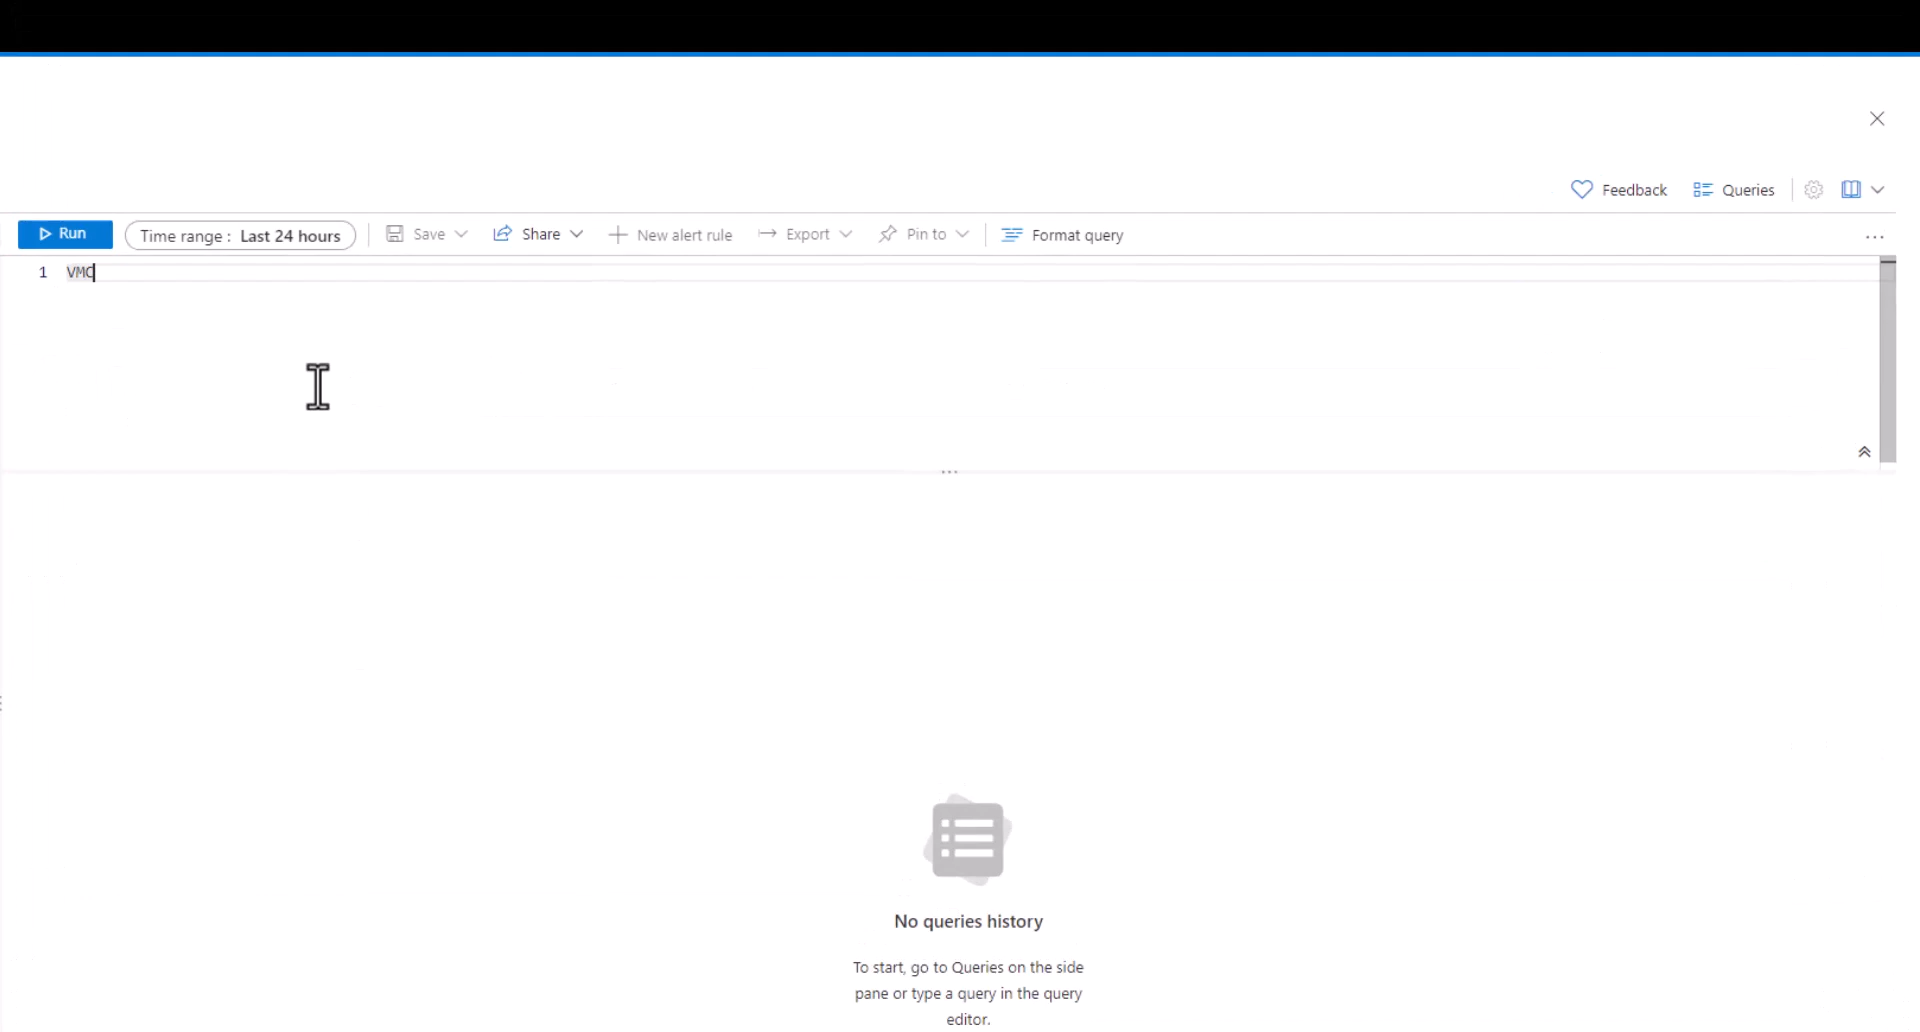 Feedback Queries
Run Time range : Last 24 hours Save Share New alert rule Export Pin to Format query ...
1 VMC
No queries history
To start, go to Queries on the side
pane or type a query in the query
editor.